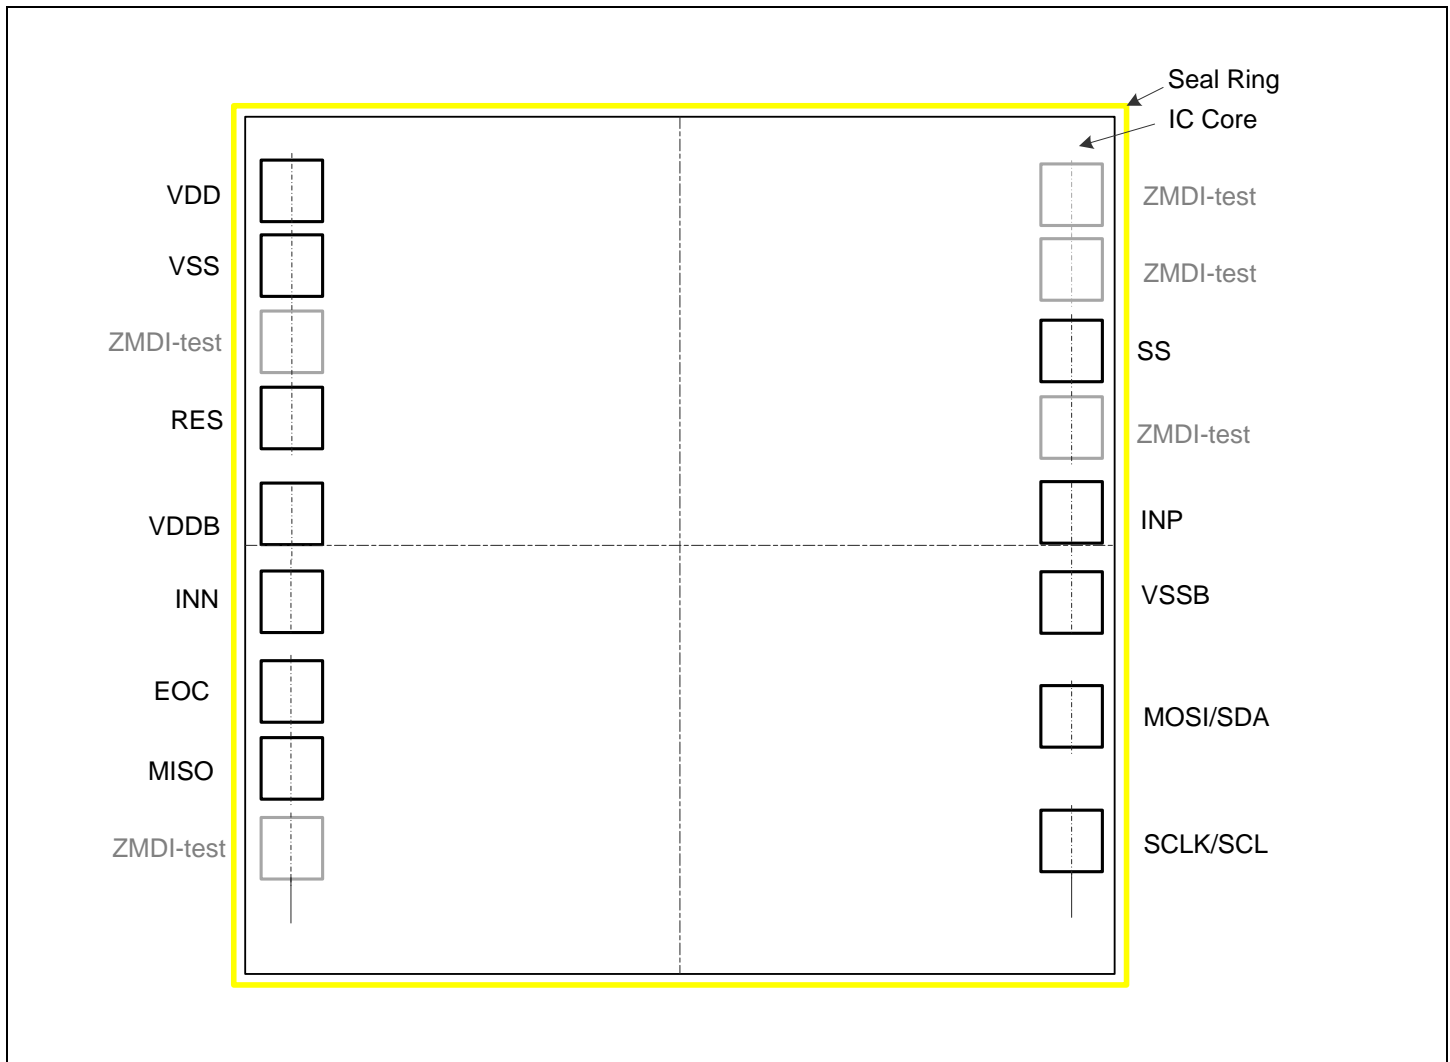 Seal Ring
IC Core
VDD
VSS
ZMDI-test
RES
VDDB
INN
EOC
MISO
ZMDI-test
ZMDI-test
ZMDI-test
SS
ZMDI-test
INP
VSSB
MOSI/SDA
SCLK/SCL